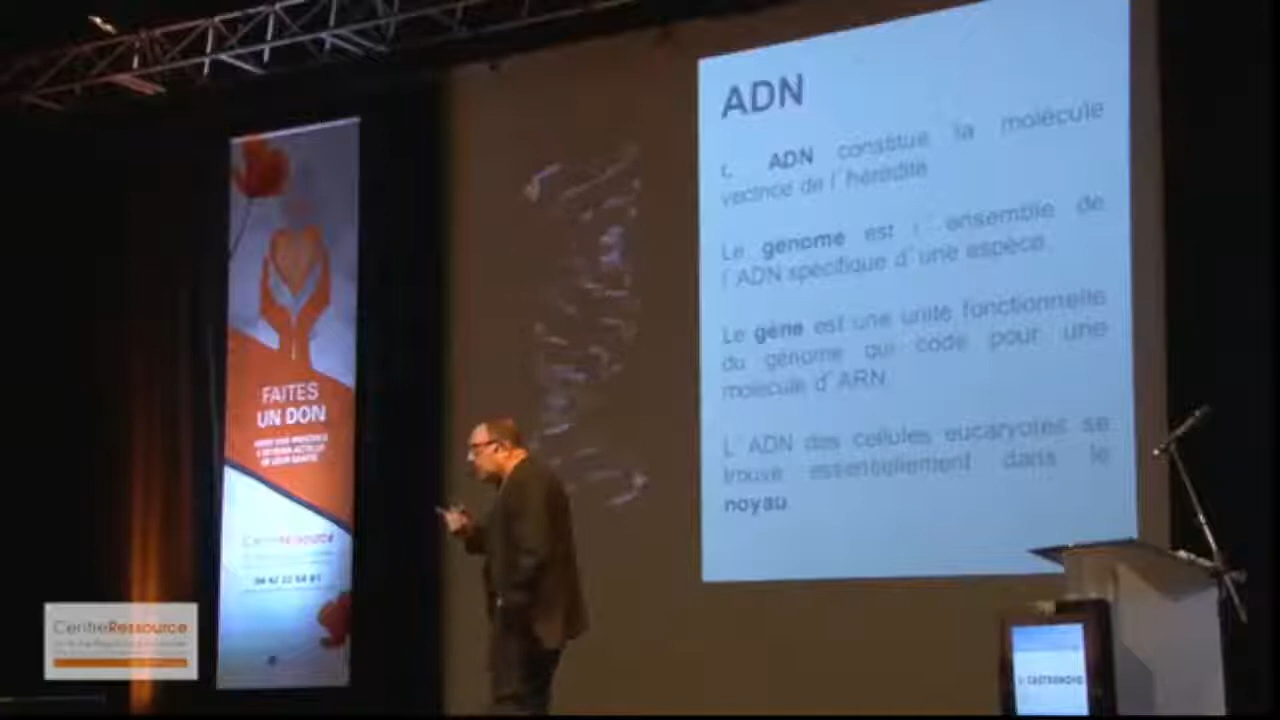 ADN
L' ADN constitue la molécule
vectrice de l' hérédité
Le génome est l' ensemble de
l' ADN spécifique d' une espèce.
Le gène est une unité fonctionnelle
du génome qui code pour une
molécule d' ARN
L' ADN des cellules eucaryotes se
trouve essentiellement dans le
noyau
FAITES
UN DON
CentreRessource
CentreRessource